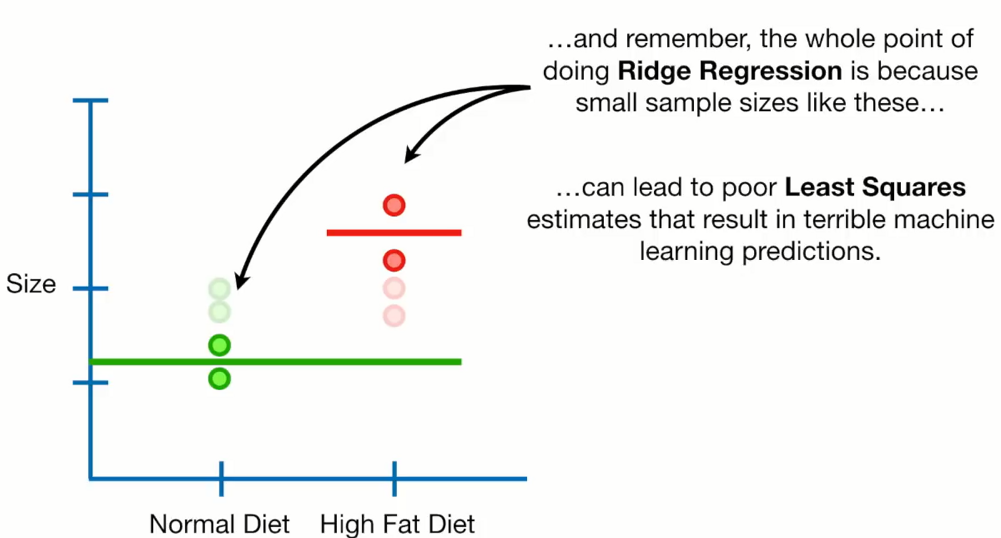 …and remember, the whole point of
doing Ridge Regression is because
small sample sizes like these…
…can lead to poor Least Squares
estimates that result in terrible machine
learning predictions.
Size
Normal Diet
High Fat Diet